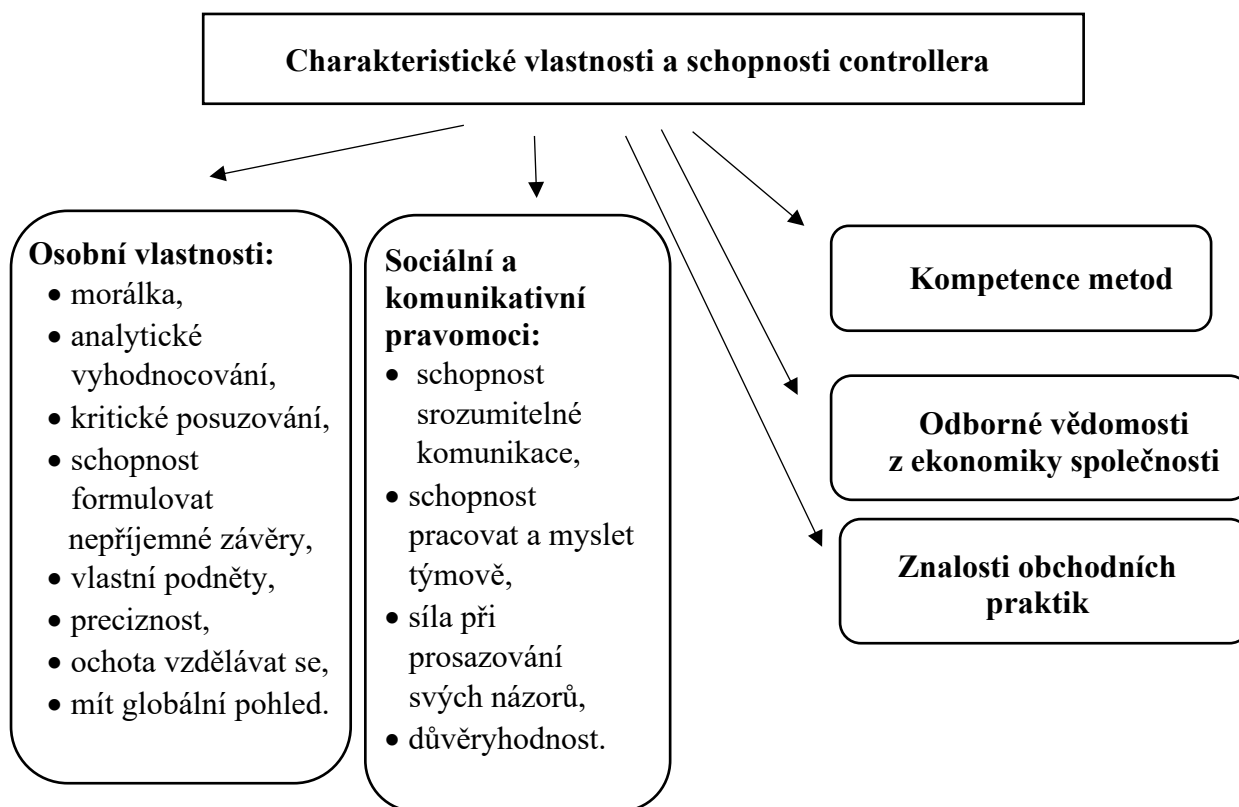 Charakteristické vlastnosti a schopnosti controllera
Osobní vlastnosti:
• morálka,
• analytické
vyhodnocování,
• kritické posuzování,
• schopnost
formulovat
nepříjemné závěry,
• vlastní podněty,
• preciznost,
• ochota vzdělávat se,
• mít globální pohled.
Sociální a
komunikativní
pravomoci:
• schopnost
srozumitelné
komunikace,
• schopnost
pracovat a myslet
týmově,
• síla při
prosazování
svých názorů,
• důvěryhodnost.
Kompetence metod
Odborné vědomosti
z ekonomiky společnosti
Znalosti obchodních
praktik